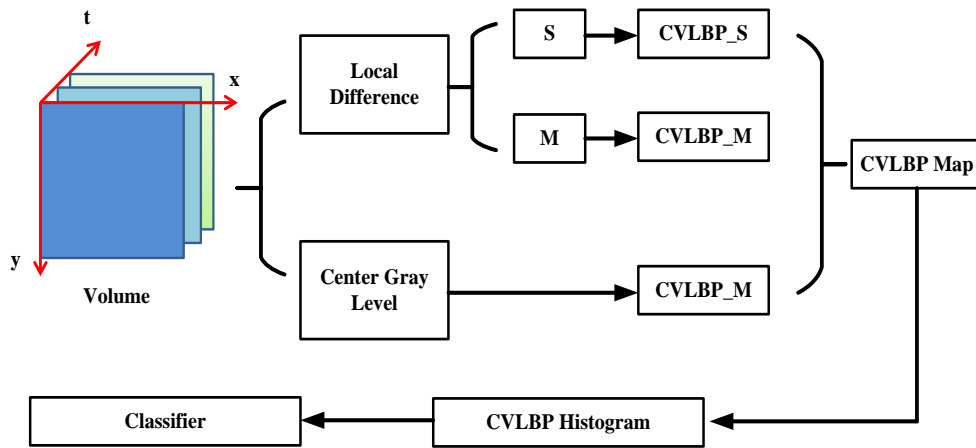 t
x
y
Volume
Local
Difference
S
CVLBP_S
M
CVLBP_M
Center Gray
Level
CVLBP_M
CVLBP Map
CVLBP Histogram
Classifier